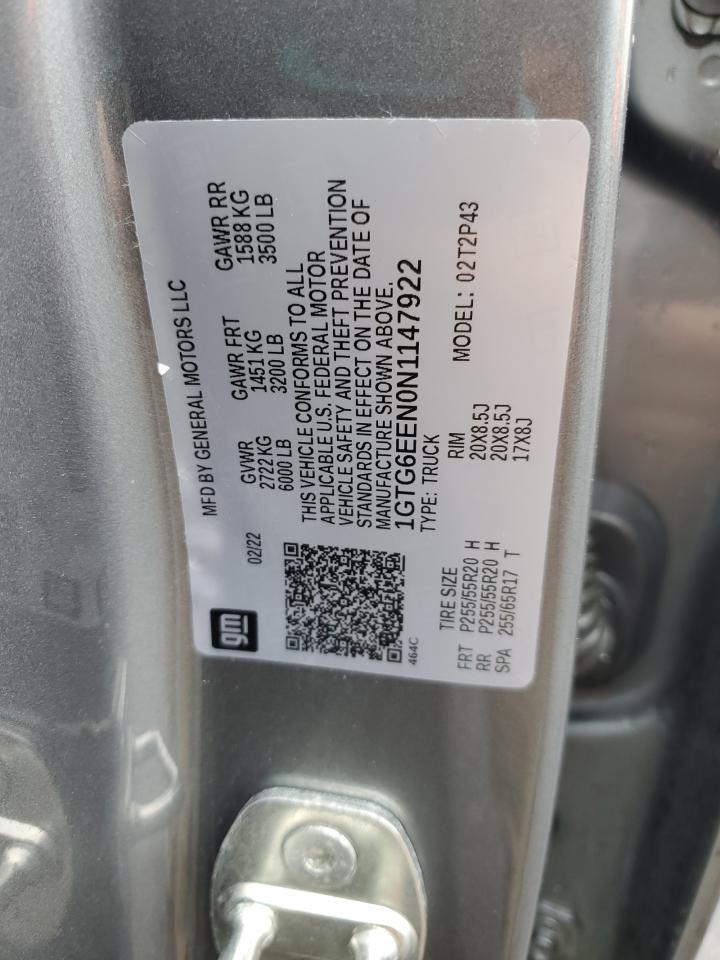 gm
MFD BY GENERAL MOTORS LLC
02/22
GVWR GAWR FRT GAWR RR
2722 KG 1451 KG 1588 KG
6000 LB 3200 LB 3500 LB
THIS VEHICLE CONFORMS TO ALL
APPLICABLE U.S. FEDERAL MOTOR
VEHICLE SAFETY AND THEFT PREVENTION
STANDARDS IN EFFECT ON THE DATE OF
MANUFACTURE SHOWN ABOVE.
1GTG6EEN0N1147922
464C
TYPE: TRUCK MODEL: 02T2P43
TIRE SIZE RIM
FRT P255/55R20 H 20X8.5J
RR P255/55R20 H 20X8.5J
SPA 255/65R17 T 17X8J